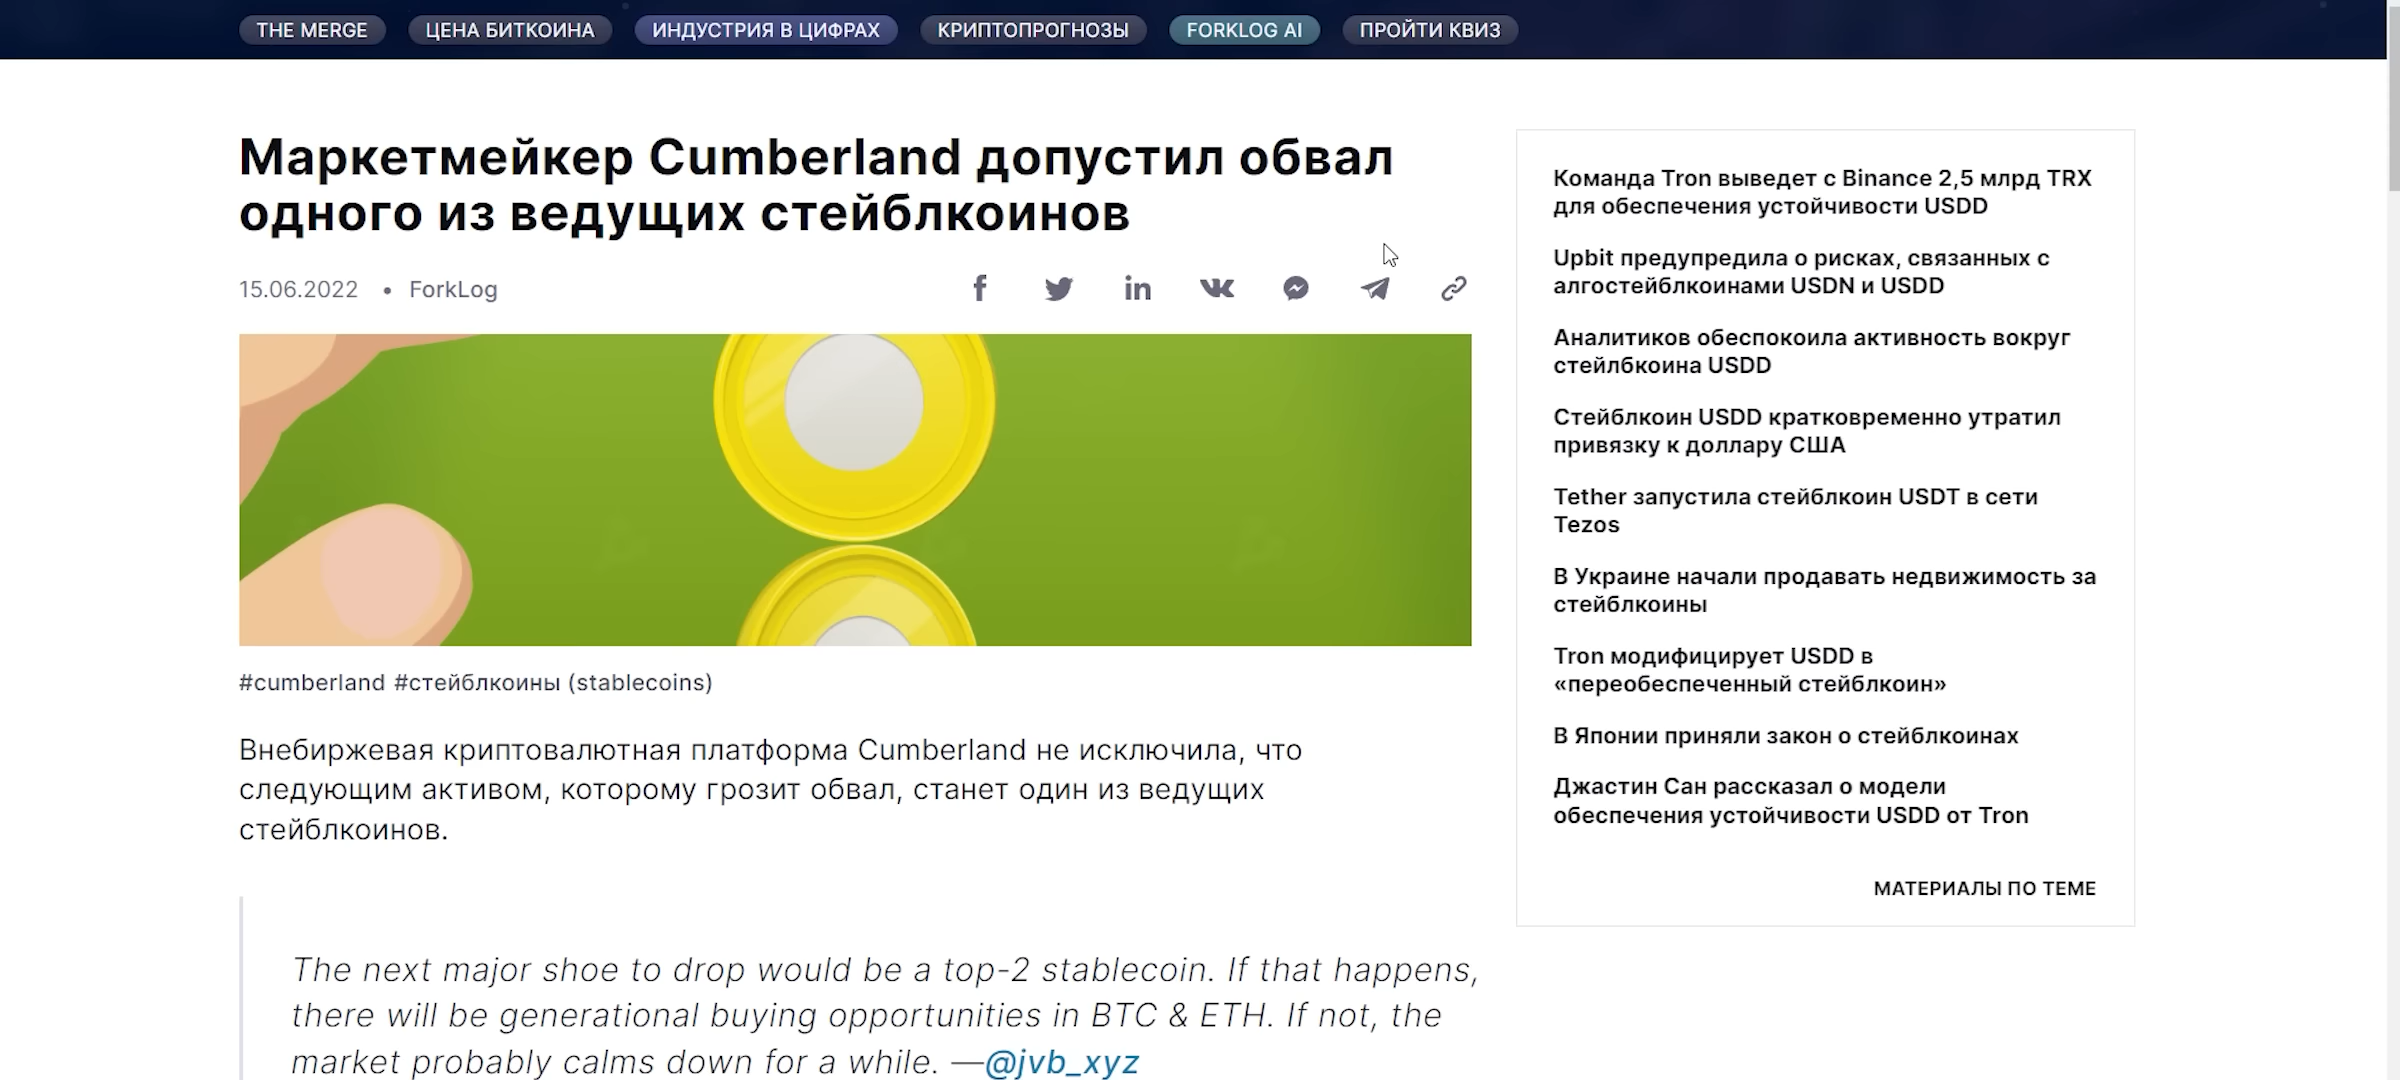 THE MERGE
ЦЕНА БИТКОИНА
ИНДУСТРИЯ В ЦИФРАХ
КРИПТОПРОГНОЗЫ
FORKLOG AI
ПРОЙТИ КВИЗ
Маркетмейкер Cumberland допустил обвал
одного из ведущих стейблкоинов
15.06.2022 • ForkLog
#cumberland #стейблкоины (stablecoins)
Внебиржевая криптовалютная платформа Cumberland не исключила, что
следующим активом, которому грозит обвал, станет один из ведущих
стейблкоинов.
The next major shoe to drop would be a top-2 stablecoin. If that happens,
there will be generational buying opportunities in BTC & ETH. If not, the
market probably calms down for a while. —@jvb_xyz
Команда Tron выведет с Binance 2,5 млрд TRX
для обеспечения устойчивости USDD
Upbit предупредила о рисках, связанных с
алгостейблкоинами USDN и USDD
Аналитиков обеспокоила активность вокруг
стейлбкоина USDD
Стейблкоин USDD кратковременно утратил
привязку к доллару США
Tether запустила стейблкоин USDT в сети
Tezos
В Украине начали продавать недвижимость за
стейблкоины
Tron модифицирует USDD в
«переобеспеченный стейблкоин»
В Японии приняли закон о стейблкоинах
Джастин Сан рассказал о модели
обеспечения устойчивости USDD от Tron
МАТЕРИАЛЫ ПО ТЕМЕ